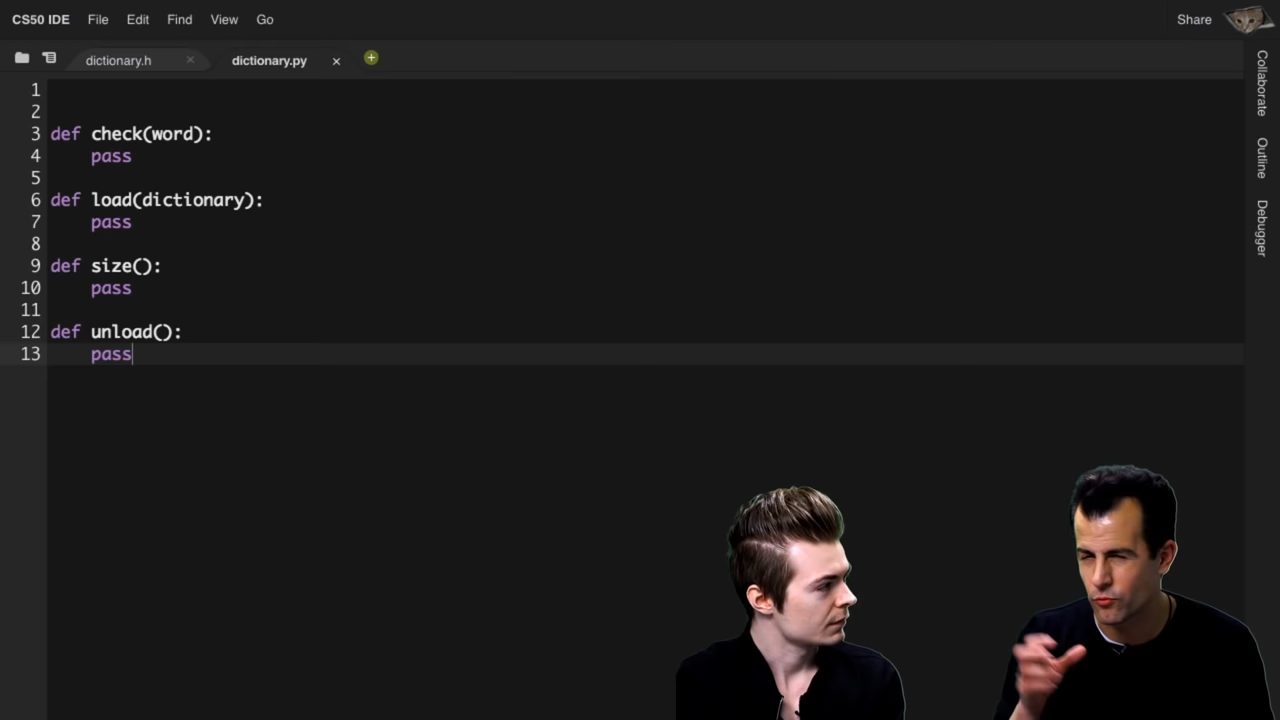 CS50 IDE File Edit Find View Go Share
dictionary.h × dictionary.py ×
1
2
3 def check(word):
4     pass
5
6 def load(dictionary):
7     pass
8
9 def size():
10     pass
11
12 def unload():
13     pass
Collaborate
Outline
Debugger